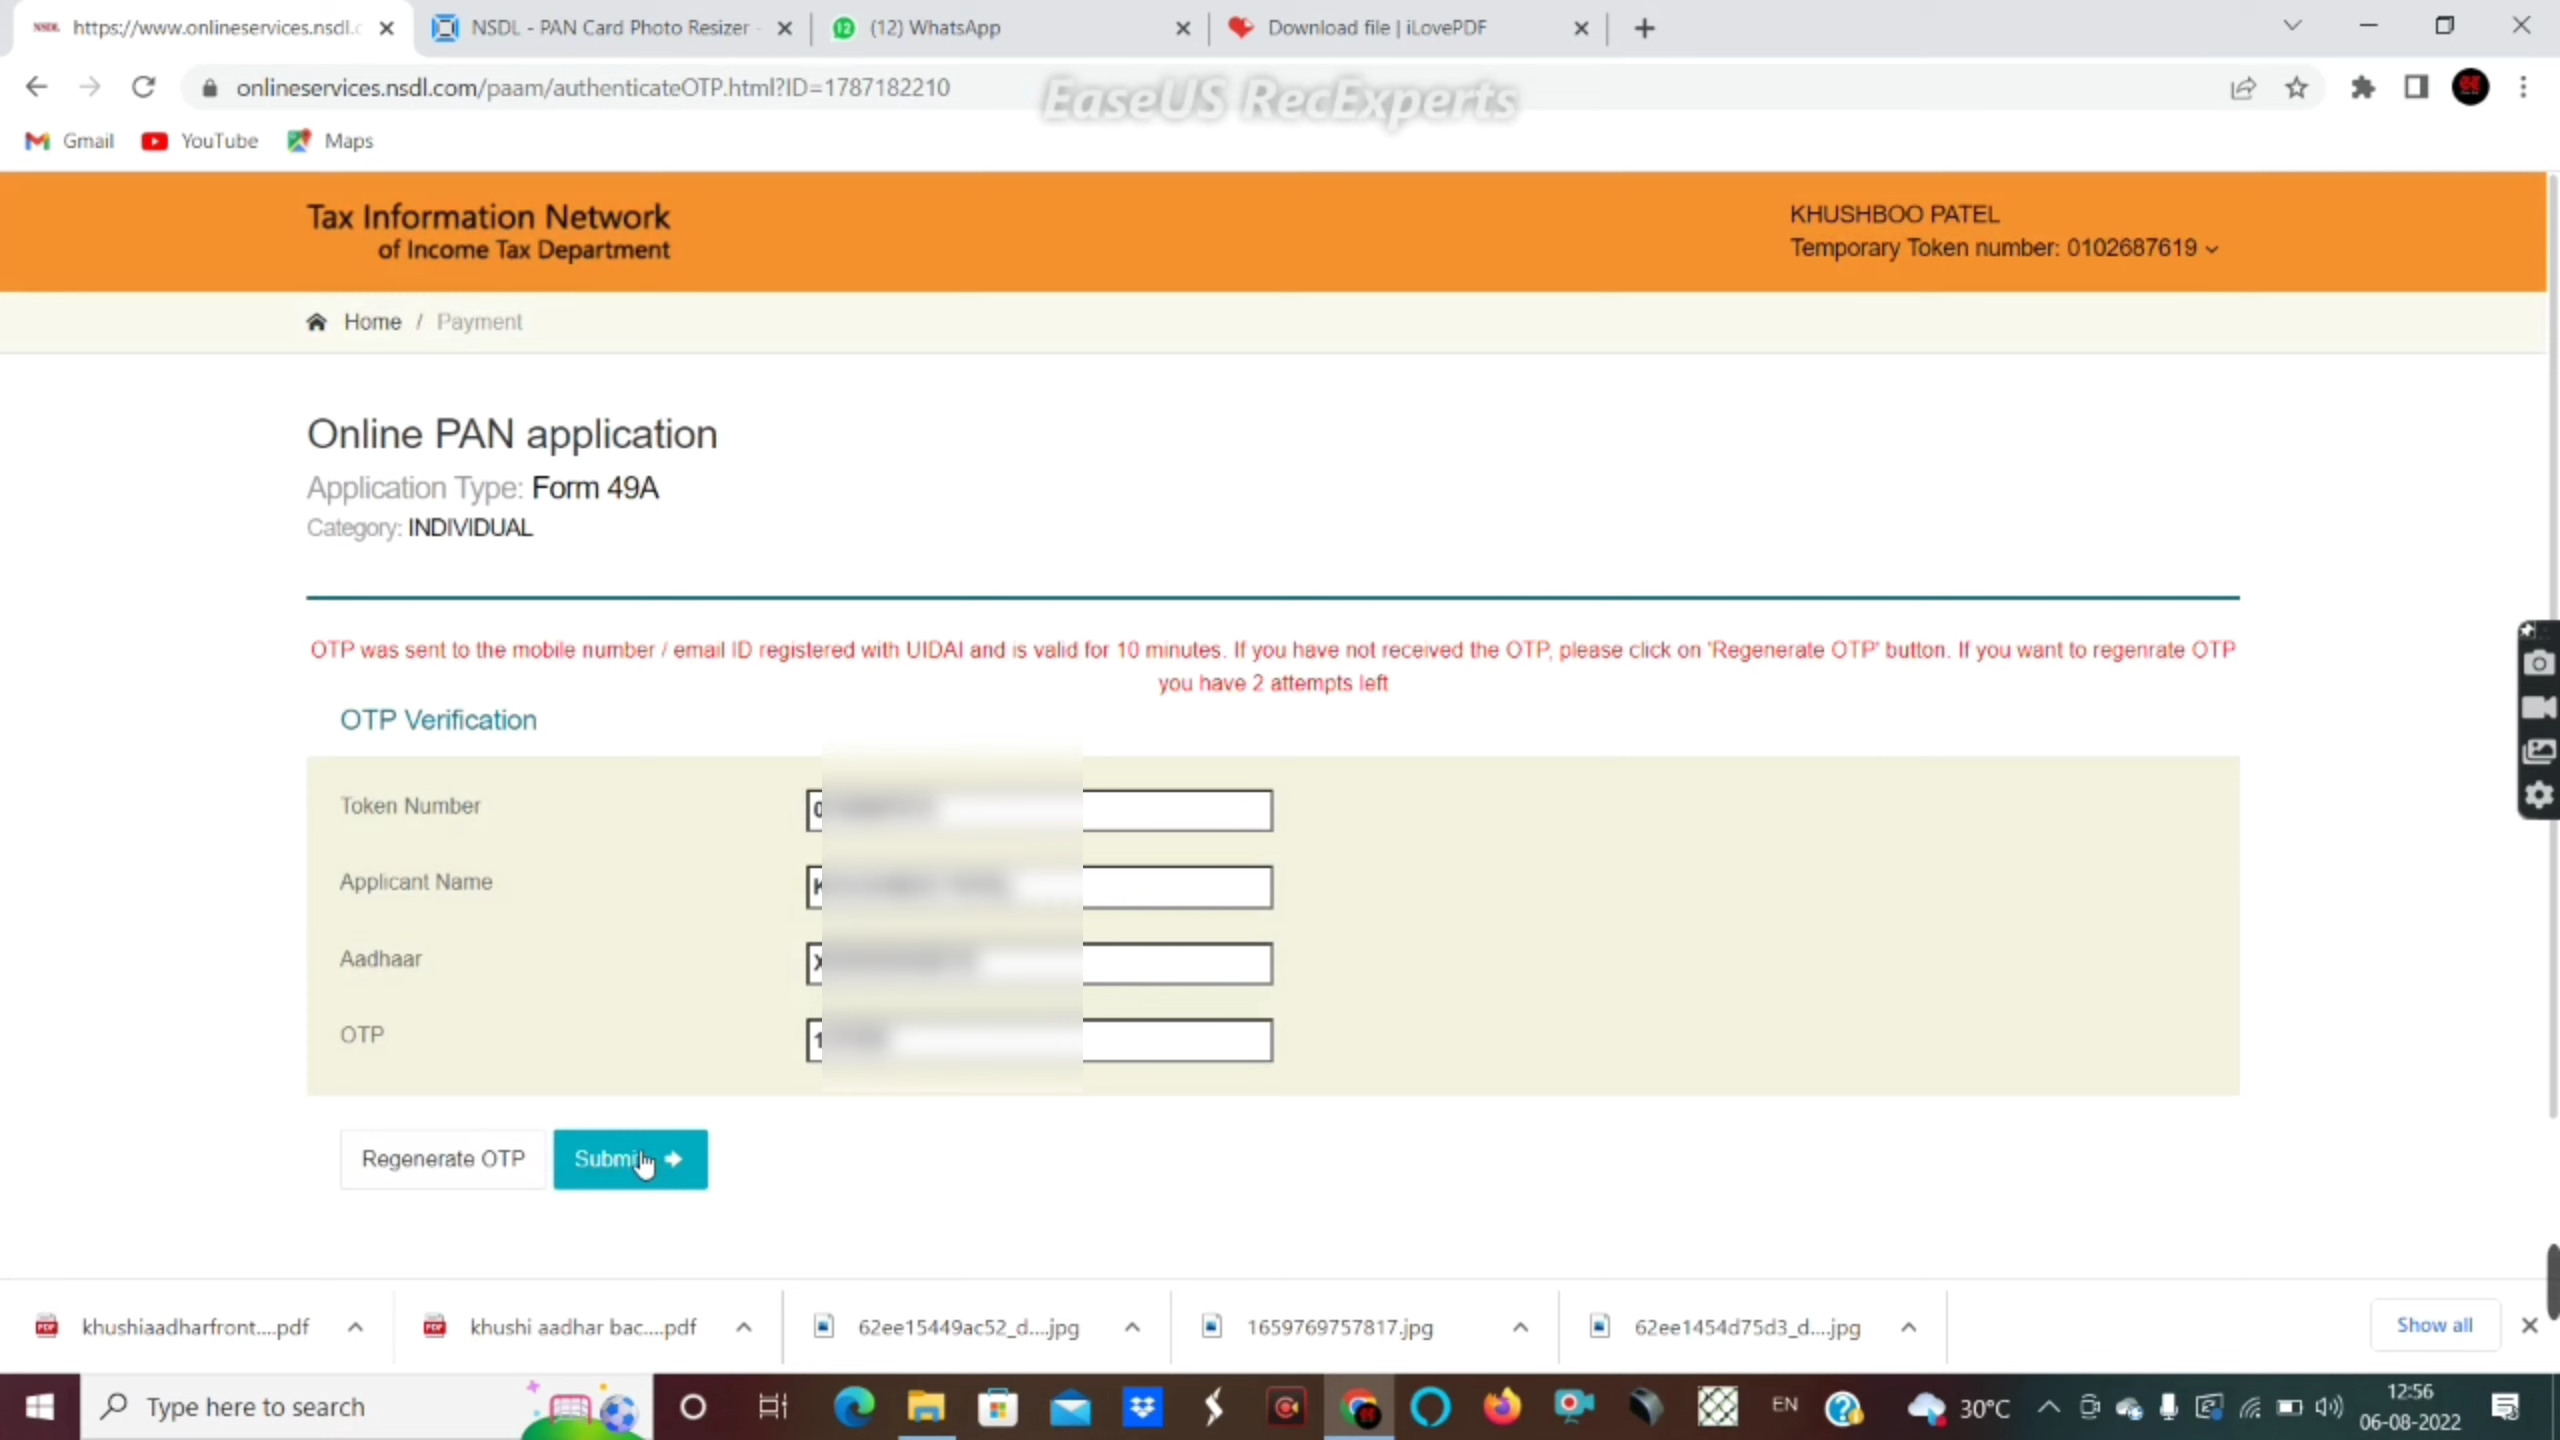 https://www.onlineservices.nsdl.c
NSDL - PAN Card Photo Resizer -
(12) WhatsApp
Download file | iLovePDF
onlineservices.nsdl.com/paam/authenticateOTP.html?ID=1787182210
EaseUS RecExperts
Gmail
YouTube
Maps
Tax Information Network
of Income Tax Department
KHUSHBOO PATEL
Temporary Token number: 0102687619
Home / Payment
Online PAN application
Application Type: Form 49A
Category: INDIVIDUAL
OTP was sent to the mobile number / email ID registered with UIDAI and is valid for 10 minutes. If you have not received the OTP, please click on 'Regenerate OTP' button. If you want to regenrate OTP
you have 2 attempts left
OTP Verification
Token Number
Applicant Name
Aadhaar
OTP
Regenerate OTP
Submit
khushiaadharfront....pdf
khushi aadhar bac....pdf
62ee15449ac52_d....jpg
1659769757817.jpg
62ee1454d75d3_d....jpg
Show all
Type here to search
EN
30°C
12:56
06-08-2022